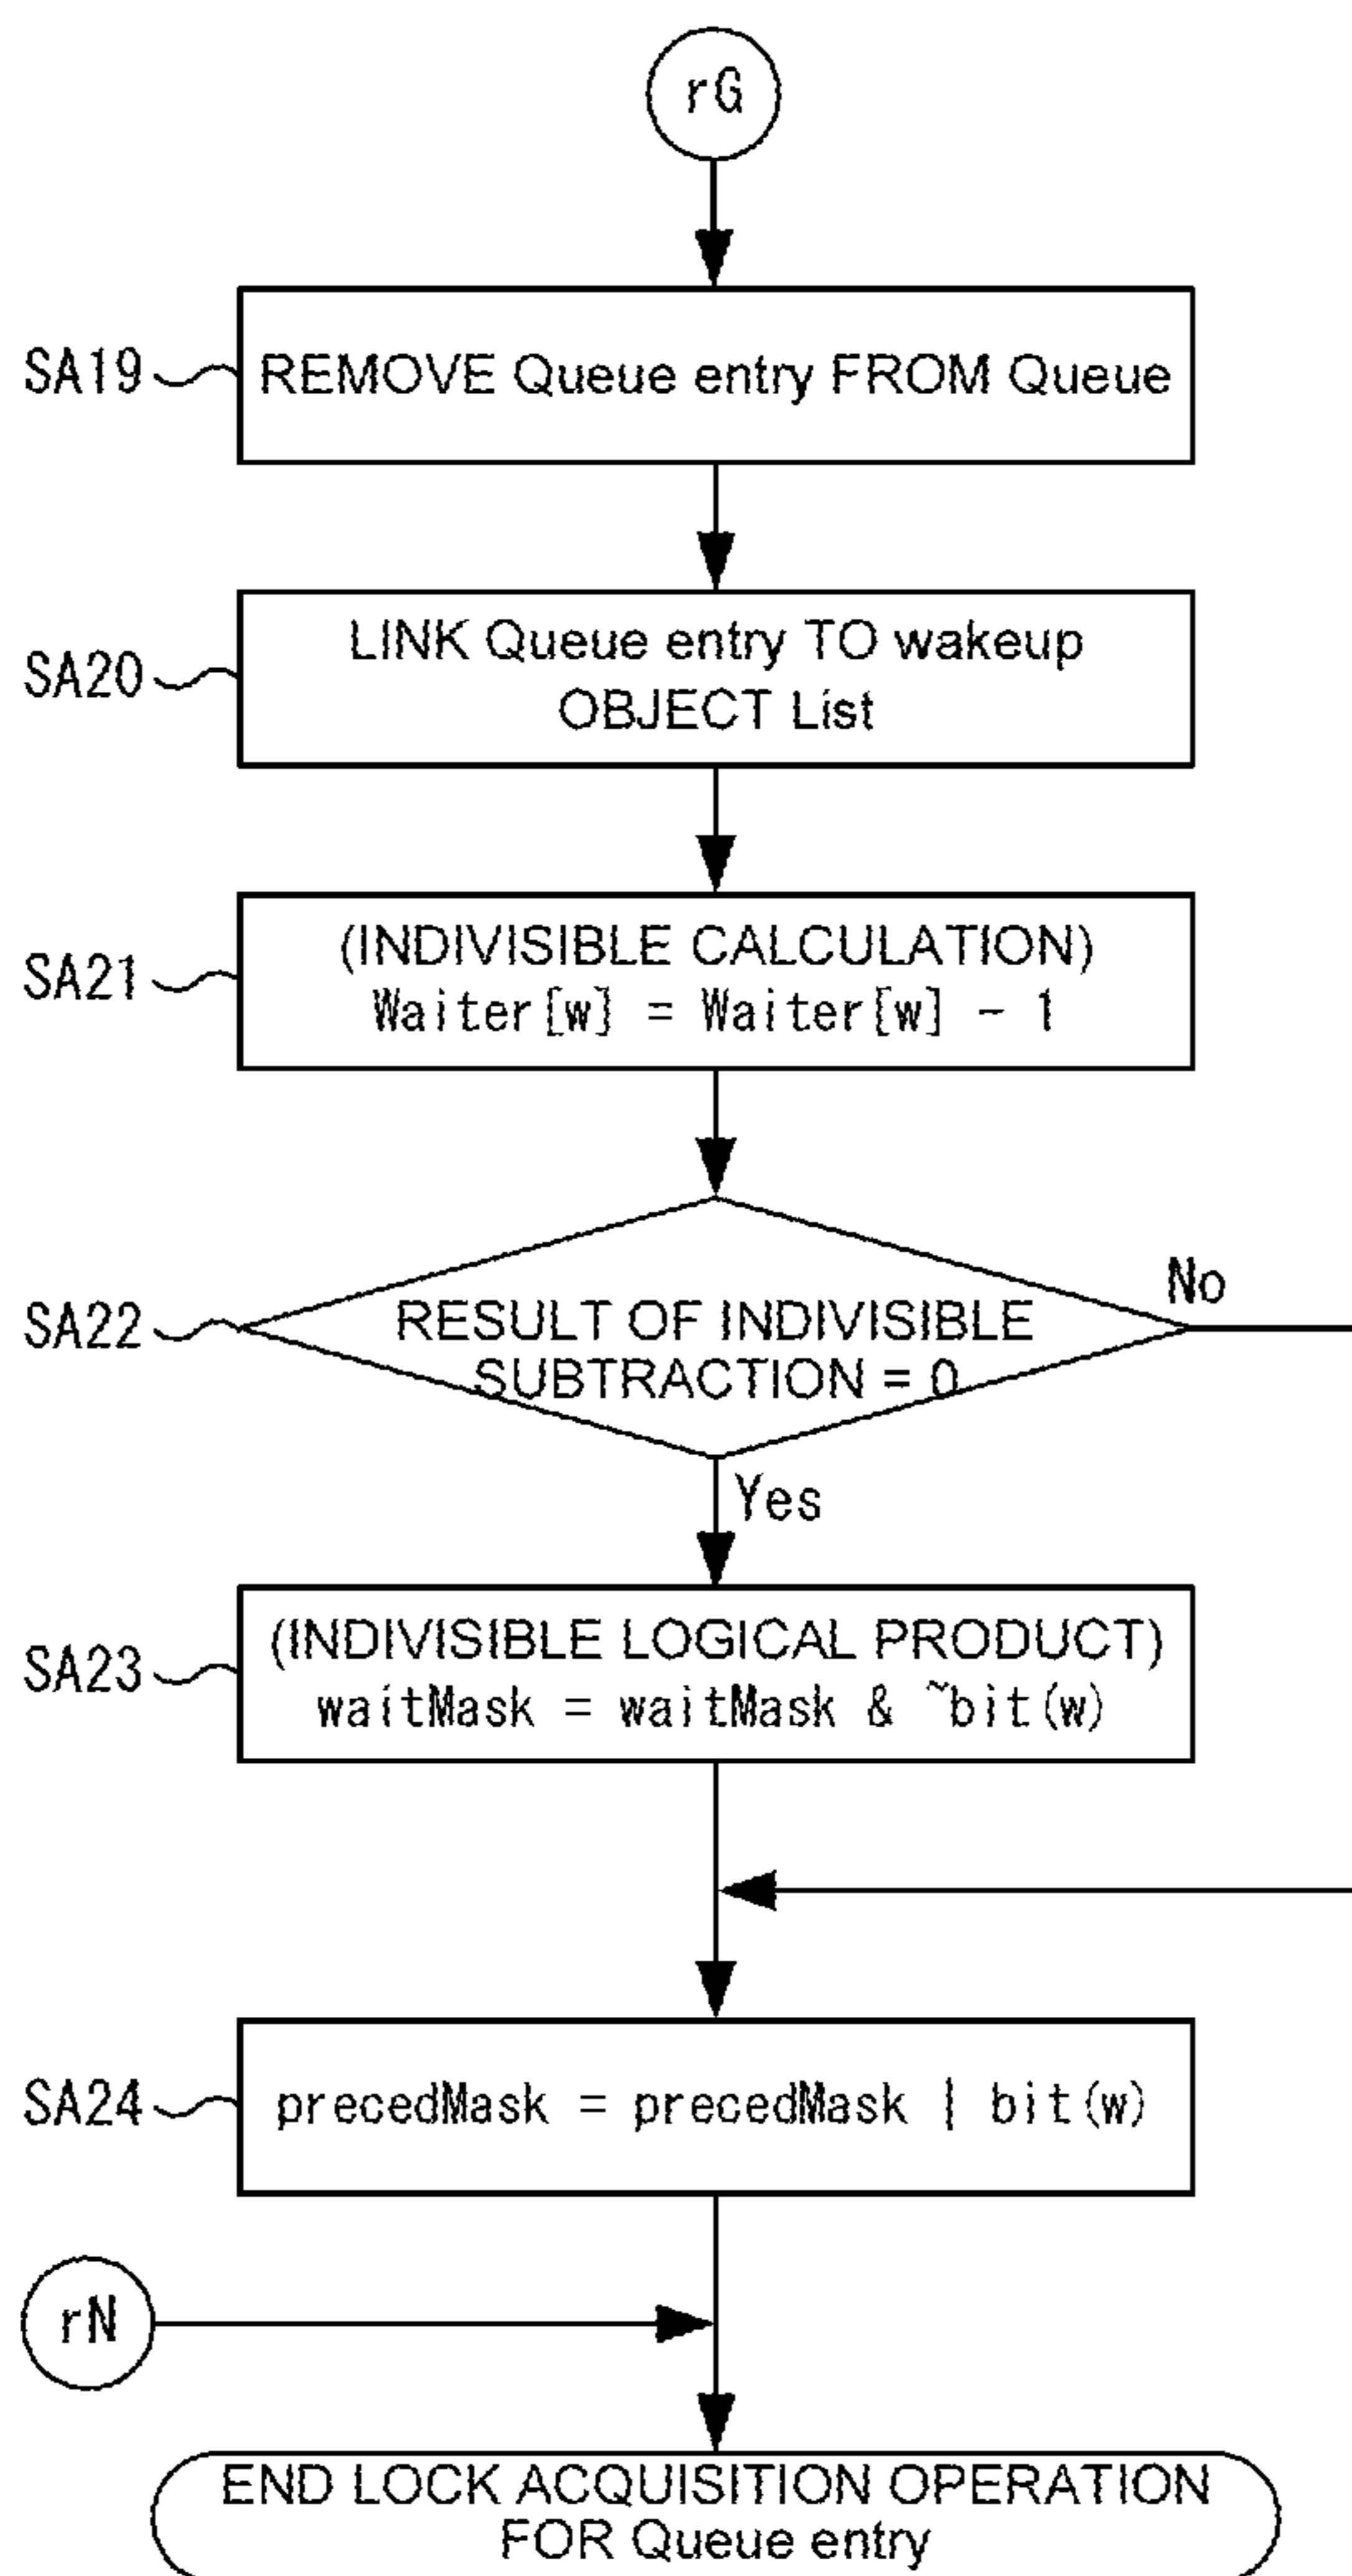 rG
SA19
REMOVE Queue entry FROM Queue
SA20
LINK Queue entry TO wakeup
OBJECT List
SA21
(INDIVISIBLE CALCULATION)
Waiter[w] = Waiter[w] - 1
SA22
RESULT OF INDIVISIBLE
SUBTRACTION = 0
No
Yes
SA23
(INDIVISIBLE LOGICAL PRODUCT)
waitMask = waitMask & ~bit(w)
SA24
precedMask = precedMask | bit(w)
rN
END LOCK ACQUISITION OPERATION
FOR Queue entry